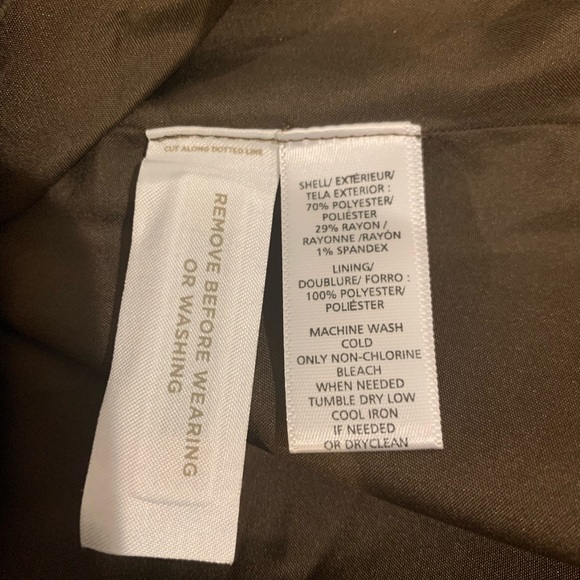 CUT ALONG DOTTED LINE
REMOVE BEFORE WEARING
OR WASHING
SHELL/ EXTÉRIEUR/
TELA EXTERIOR :
70% POLYESTER/
POLIÉSTER
29% RAYON /
RAYONNE /RAYÓN
1% SPANDEX
LINING/
DOUBLURE/ FORRO :
100% POLYESTER/
POLIÉSTER
MACHINE WASH
COLD
ONLY NON-CHLORINE
BLEACH
WHEN NEEDED
TUMBLE DRY LOW
COOL IRON
IF NEEDED
OR DRYCLEAN